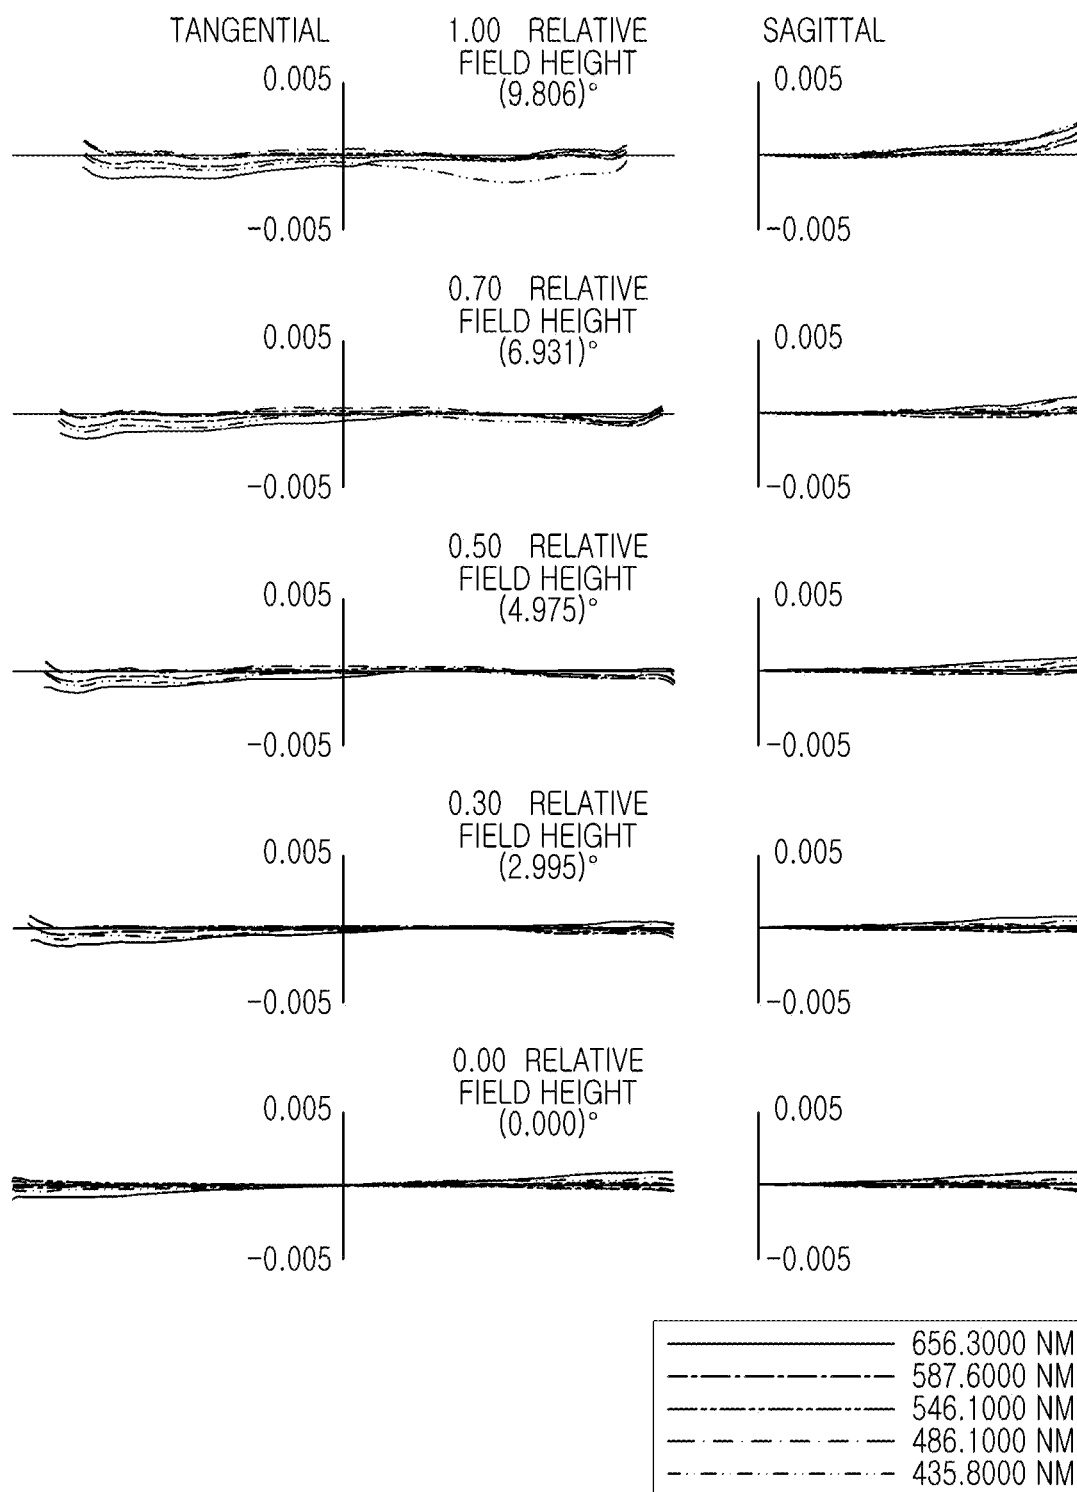 TANGENTIAL
1.00 RELATIVE
FIELD HEIGHT
(9.806)°
SAGITTAL
0.005
0.005
-0.005
-0.005
0.70 RELATIVE
FIELD HEIGHT
(6.931)°
0.005
0.005
-0.005
-0.005
0.50 RELATIVE
FIELD HEIGHT
(4.975)°
0.005
0.005
-0.005
-0.005
0.30 RELATIVE
FIELD HEIGHT
(2.995)°
0.005
0.005
-0.005
-0.005
0.00 RELATIVE
FIELD HEIGHT
(0.000)°
0.005
0.005
-0.005
-0.005
656.3000 NM
587.6000 NM
546.1000 NM
486.1000 NM
435.8000 NM